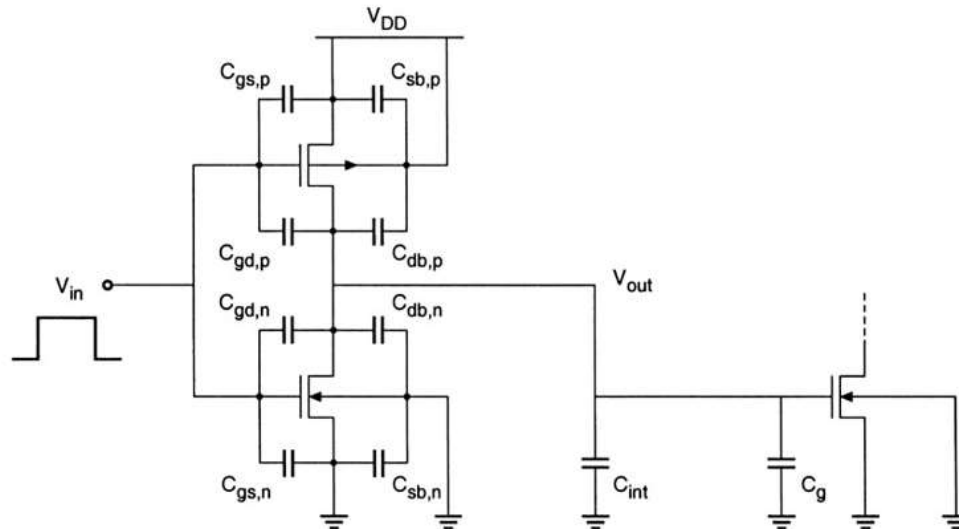 V_DD
C_gs,p
C_sb,p
C_gd,p
C_db,p
V_in
V_out
C_gd,n
C_db,n
C_gs,n
C_sb,n
C_int
C_g